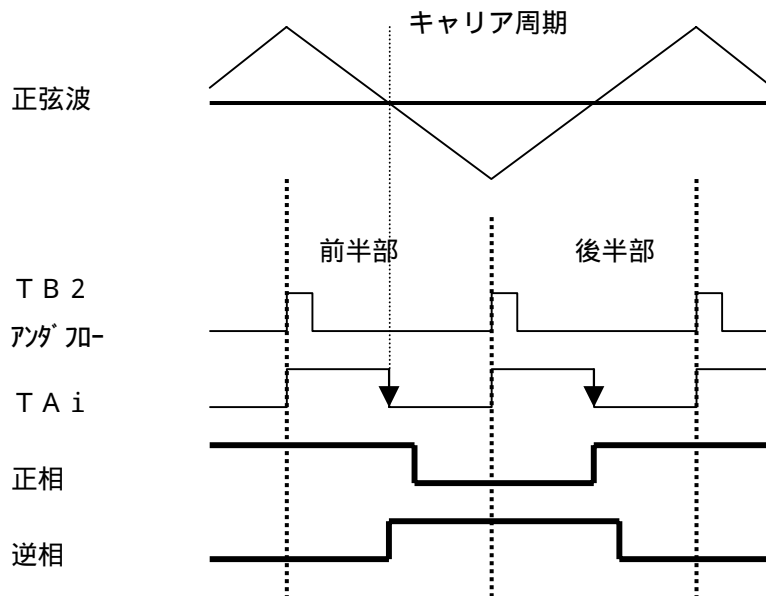 キャリア周期
正弦波
前半部
後半部
ＴＢ２
ｱﾝﾀﾞﾌﾛｰ
ＴＡｉ
正相
逆相